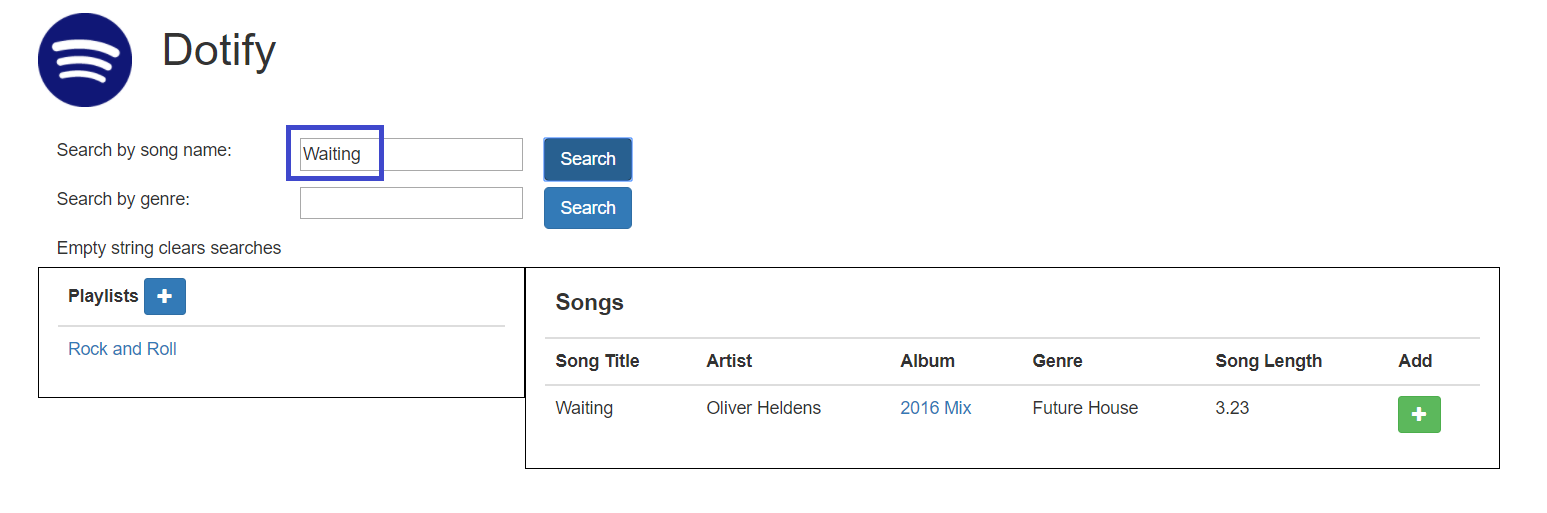 Dotify
Search by song name: Waiting Search
Search by genre: Search
Empty string clears searches
Playlists
Rock and Roll
Songs
Song Title Artist Album Genre Song Length Add
Waiting Oliver Heldens 2016 Mix Future House 3.23